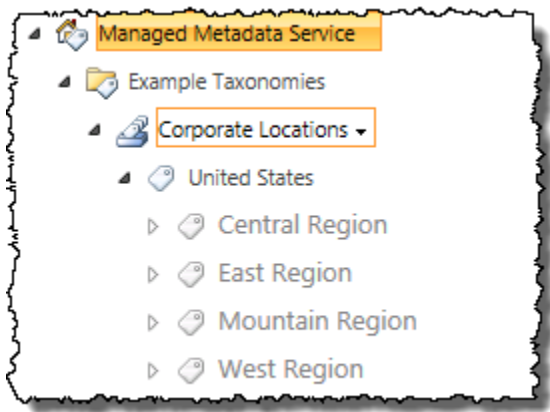 Managed Metadata Service
Example Taxonomies
Corporate Locations
United States
Central Region
East Region
Mountain Region
West Region